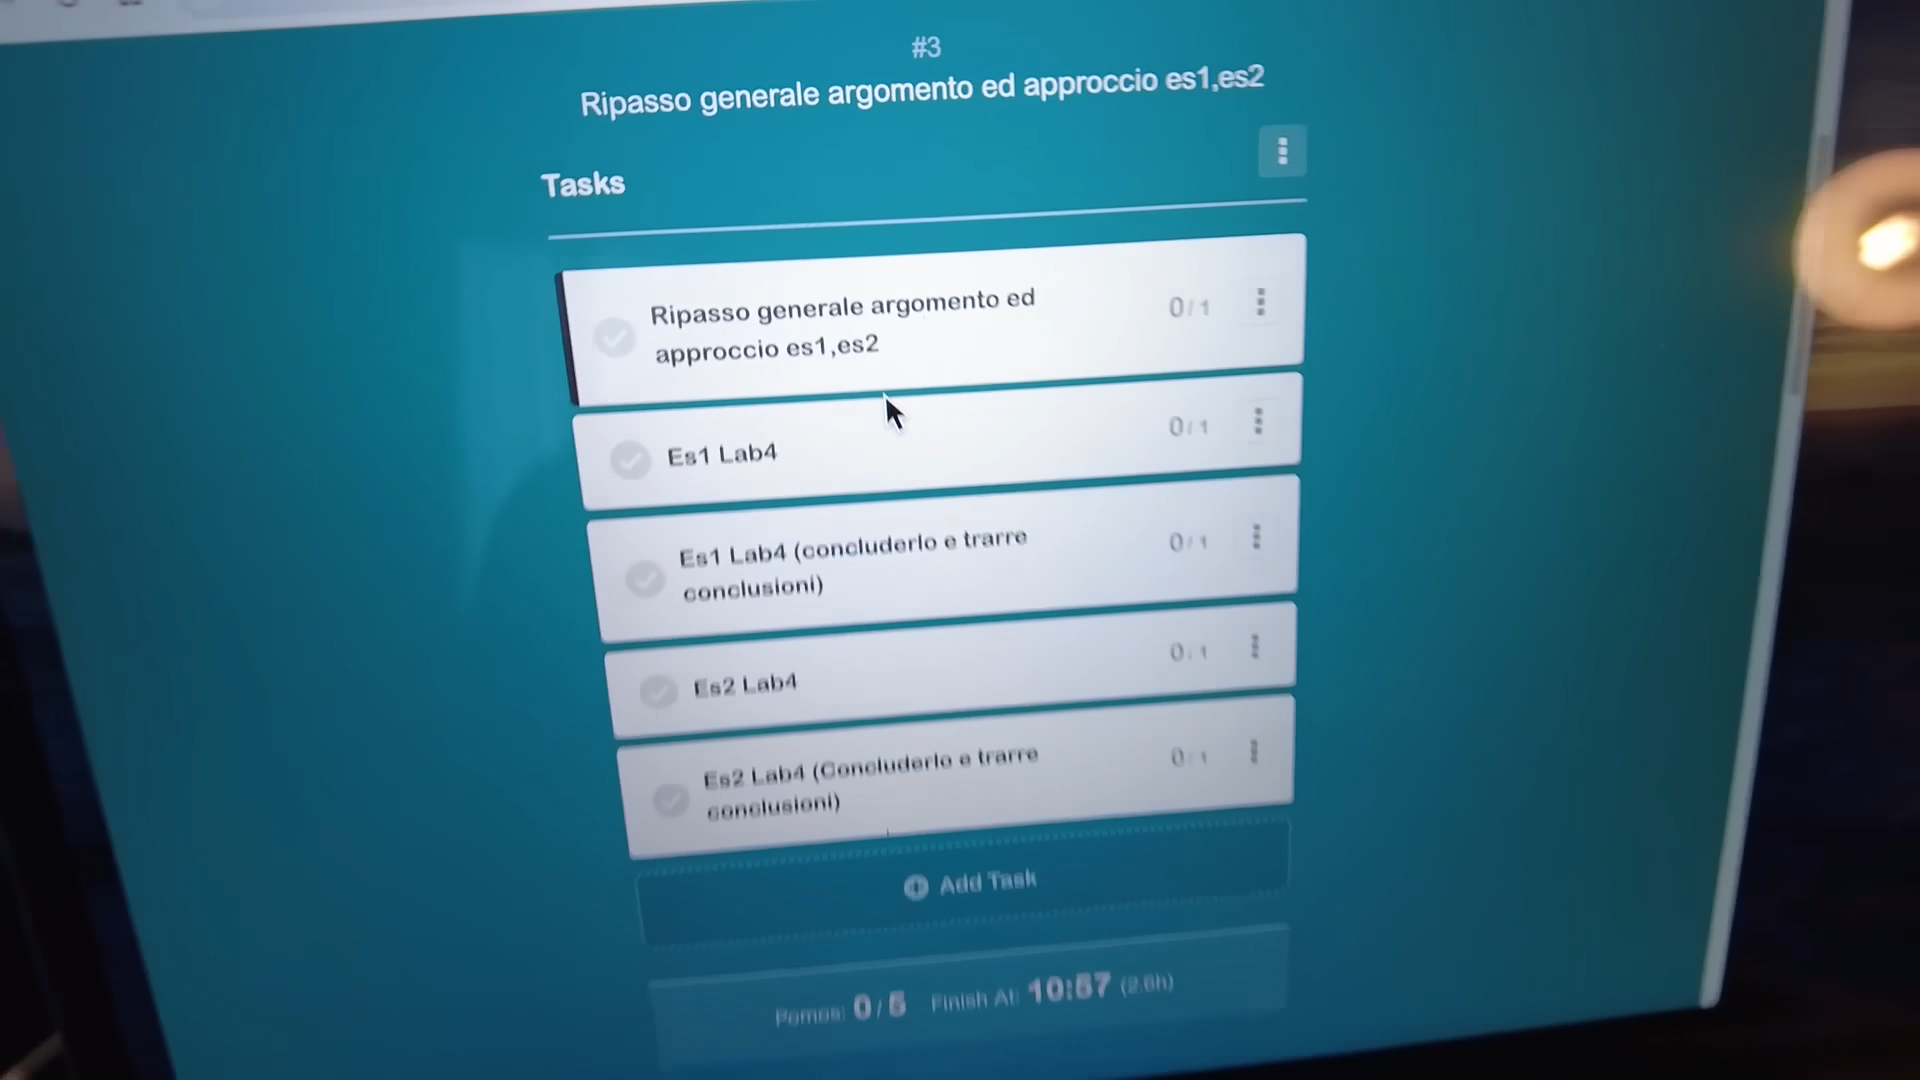 #3
Ripasso generale argomento ed approccio es1,es2
Tasks
Ripasso generale argomento ed
approccio es1,es2
0/1
Es1 Lab4
0/1
Es1 Lab4 (concluderlo e trarre
conclusioni)
0/1
Es2 Lab4
0/1
Es2 Lab4 (Concluderlo e trarre
conclusioni)
0/1
Add Task
Pomos: 0/5 Finish At: 10:57 (2.6h)